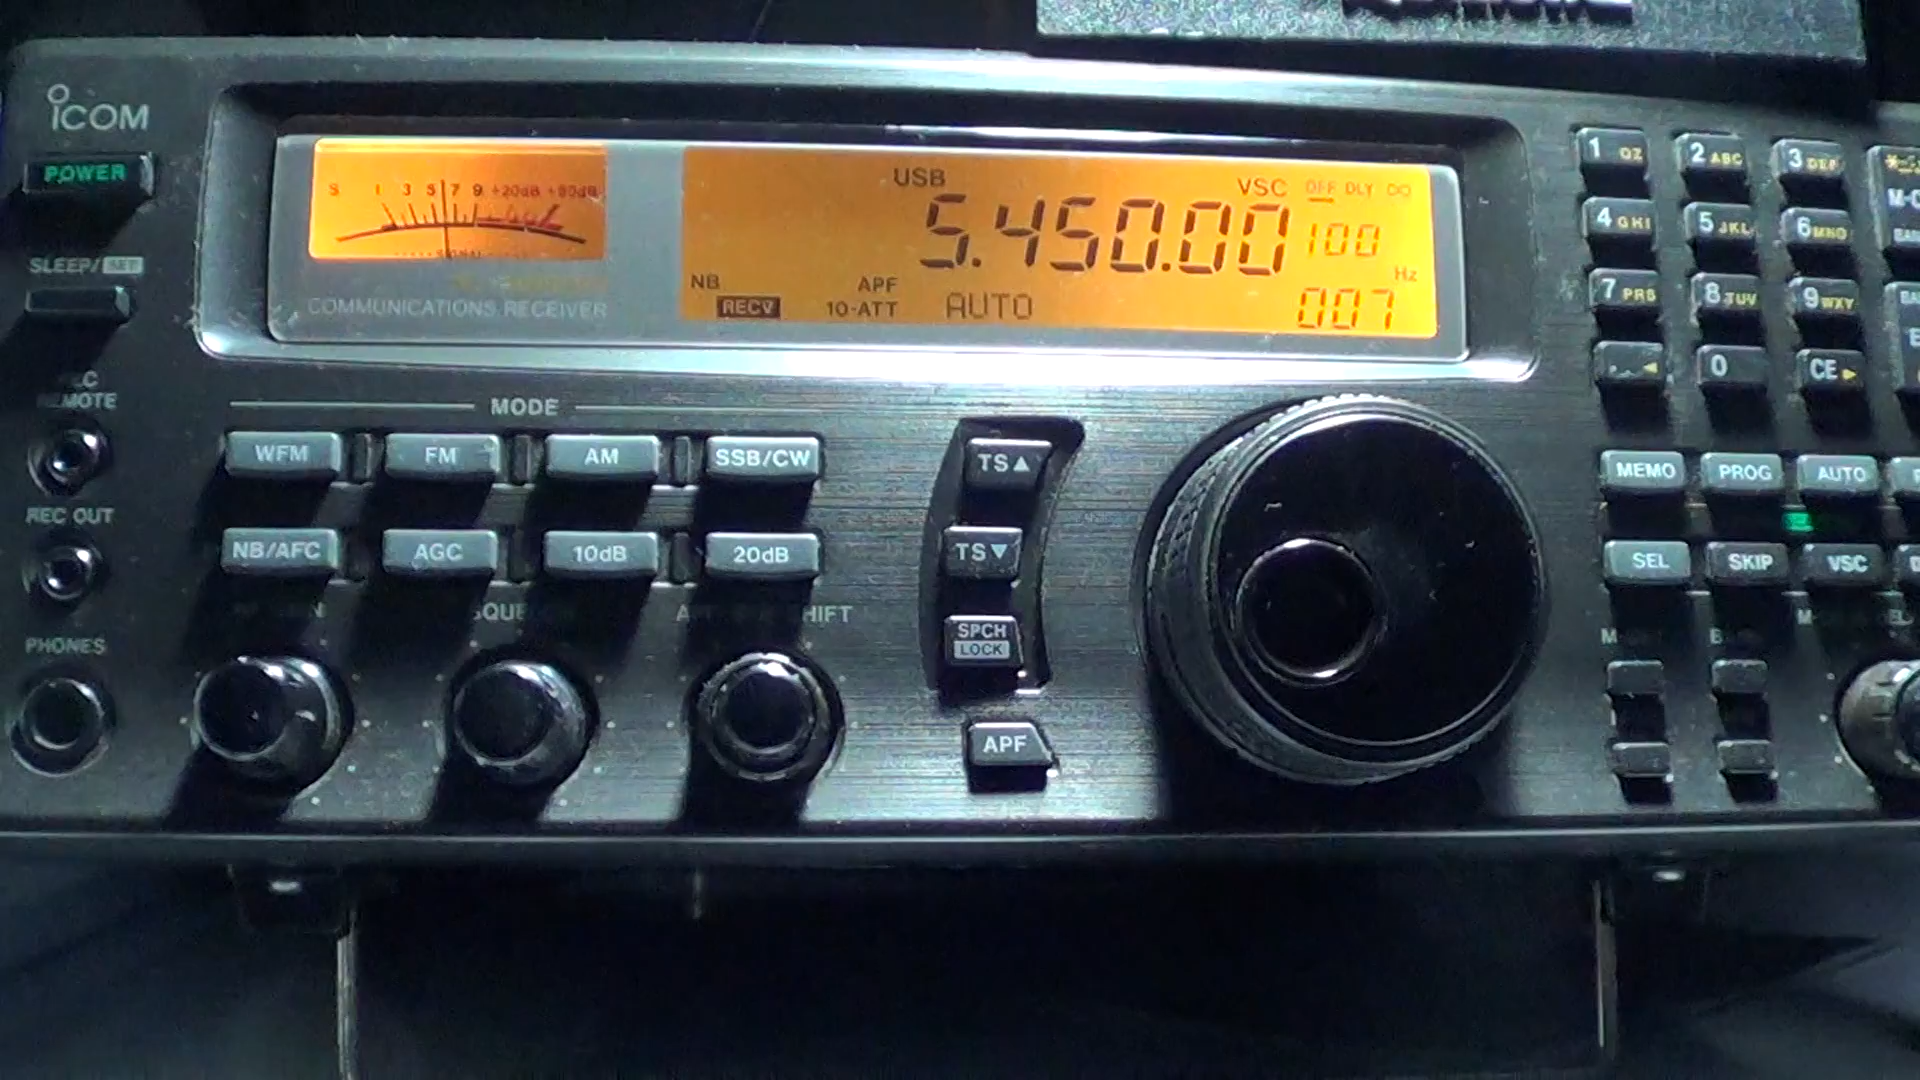 iCOM
POWER
SLEEP/SET
REMOTE
REC OUT
PHONES
S 1 3 5 7 9 +20dB
SIGNAL
COMMUNICATIONS RECEIVER
USB
VSC OFF DLY
5.450.00 100
Hz
NB APF
RECV 10-ATT AUTO 007
MODE
WFM FM AM SSB/CW
NB/AFC AGC 10dB 20dB
TS▲
TS▼
SPCH
LOCK
APF
1 QZ 2 ABC 3 DEF
4 GHI 5 JKL 6 MNO
7 PRS 8 TUV 9 WXY
0 CE
MEMO PROG AUTO
SEL SKIP VSC